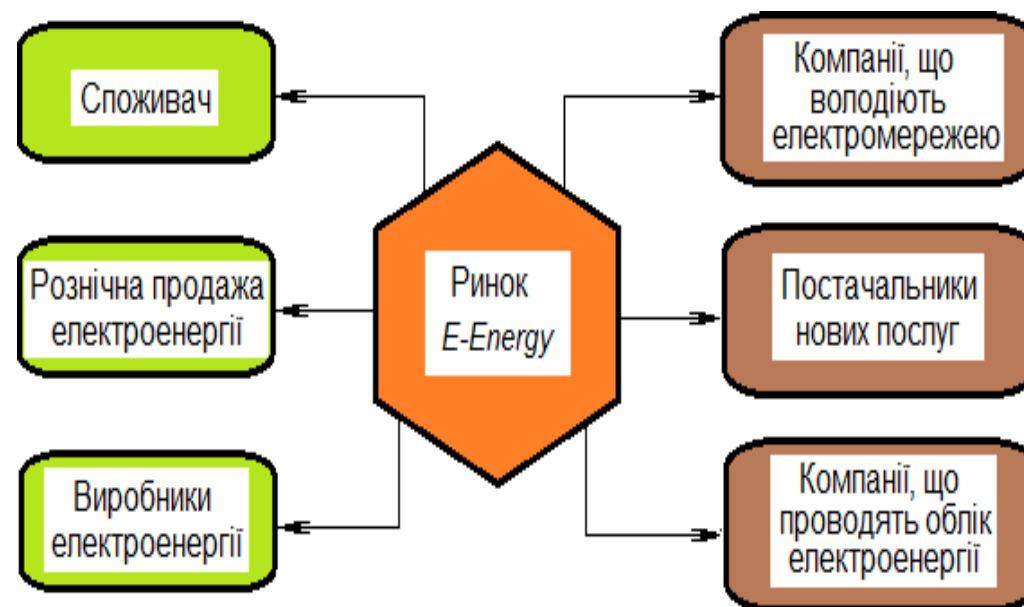 Споживач
Рознічна продажа
електроенергії
Виробники
електроенергії
Ринок
E-Energy
Компанії, що
володіють
електромережею
Постачальники
нових послуг
Компанії, що
проводять облік
електроенергії